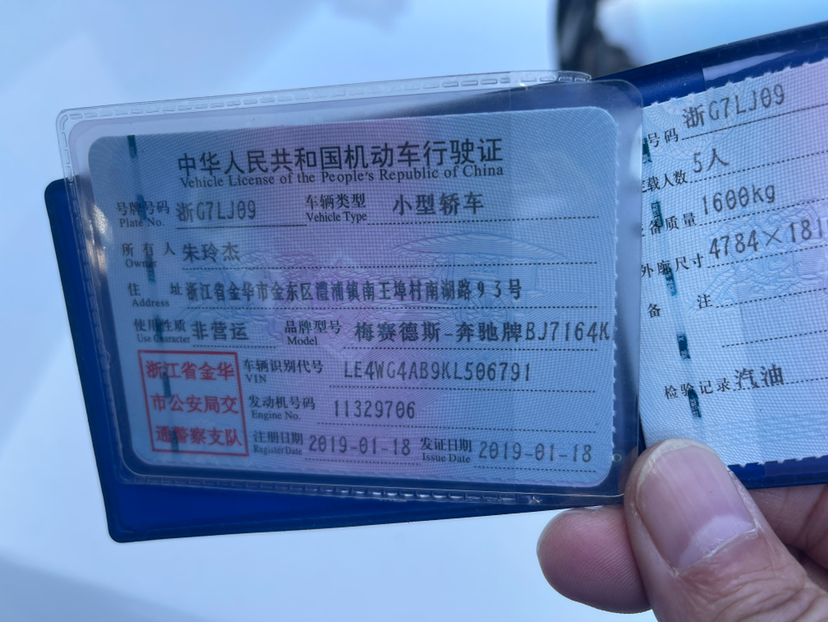 中华人民共和国机动车行驶证
Vehicle License of the People's Republic of China
号牌号码 浙G7LJ09 车辆类型 小型轿车
Plate No. Vehicle Type
所有人 朱玲杰
Owner
住址 浙江省金华市金东区澧浦镇南王埠村南湖路93号
Address
使用性质 非营运 品牌型号 梅赛德斯-奔驰牌BJ7164K
Use Character Model
浙江省金华
市公安局交
通警察支队
车辆识别代号 LE4WG4AB9KL506791
VIN
发动机号码 11329706
Engine No.
注册日期 2019-01-18 发证日期 2019-01-18
Register Date Issue Date
号码 浙G7LJ09
载人数 5人
备质量 1600kg
外廓尺寸 4784×181
备注
检验记录 汽油